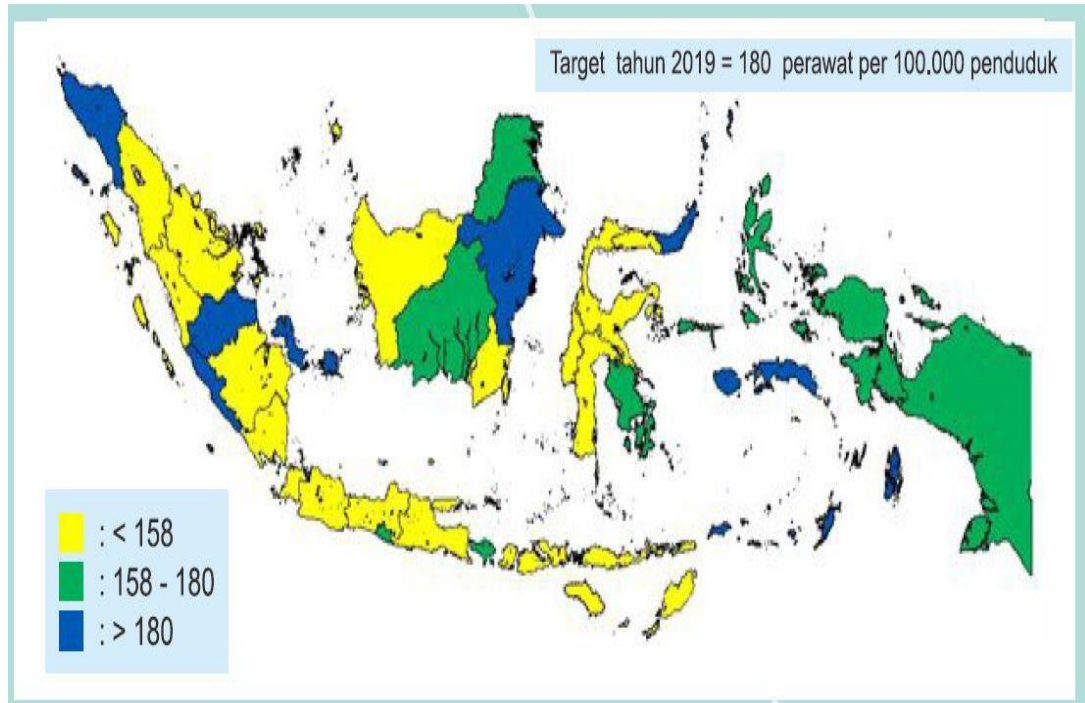 Target tahun 2019 = 180 perawat per 100.000 penduduk
: < 158
: 158 - 180
: > 180